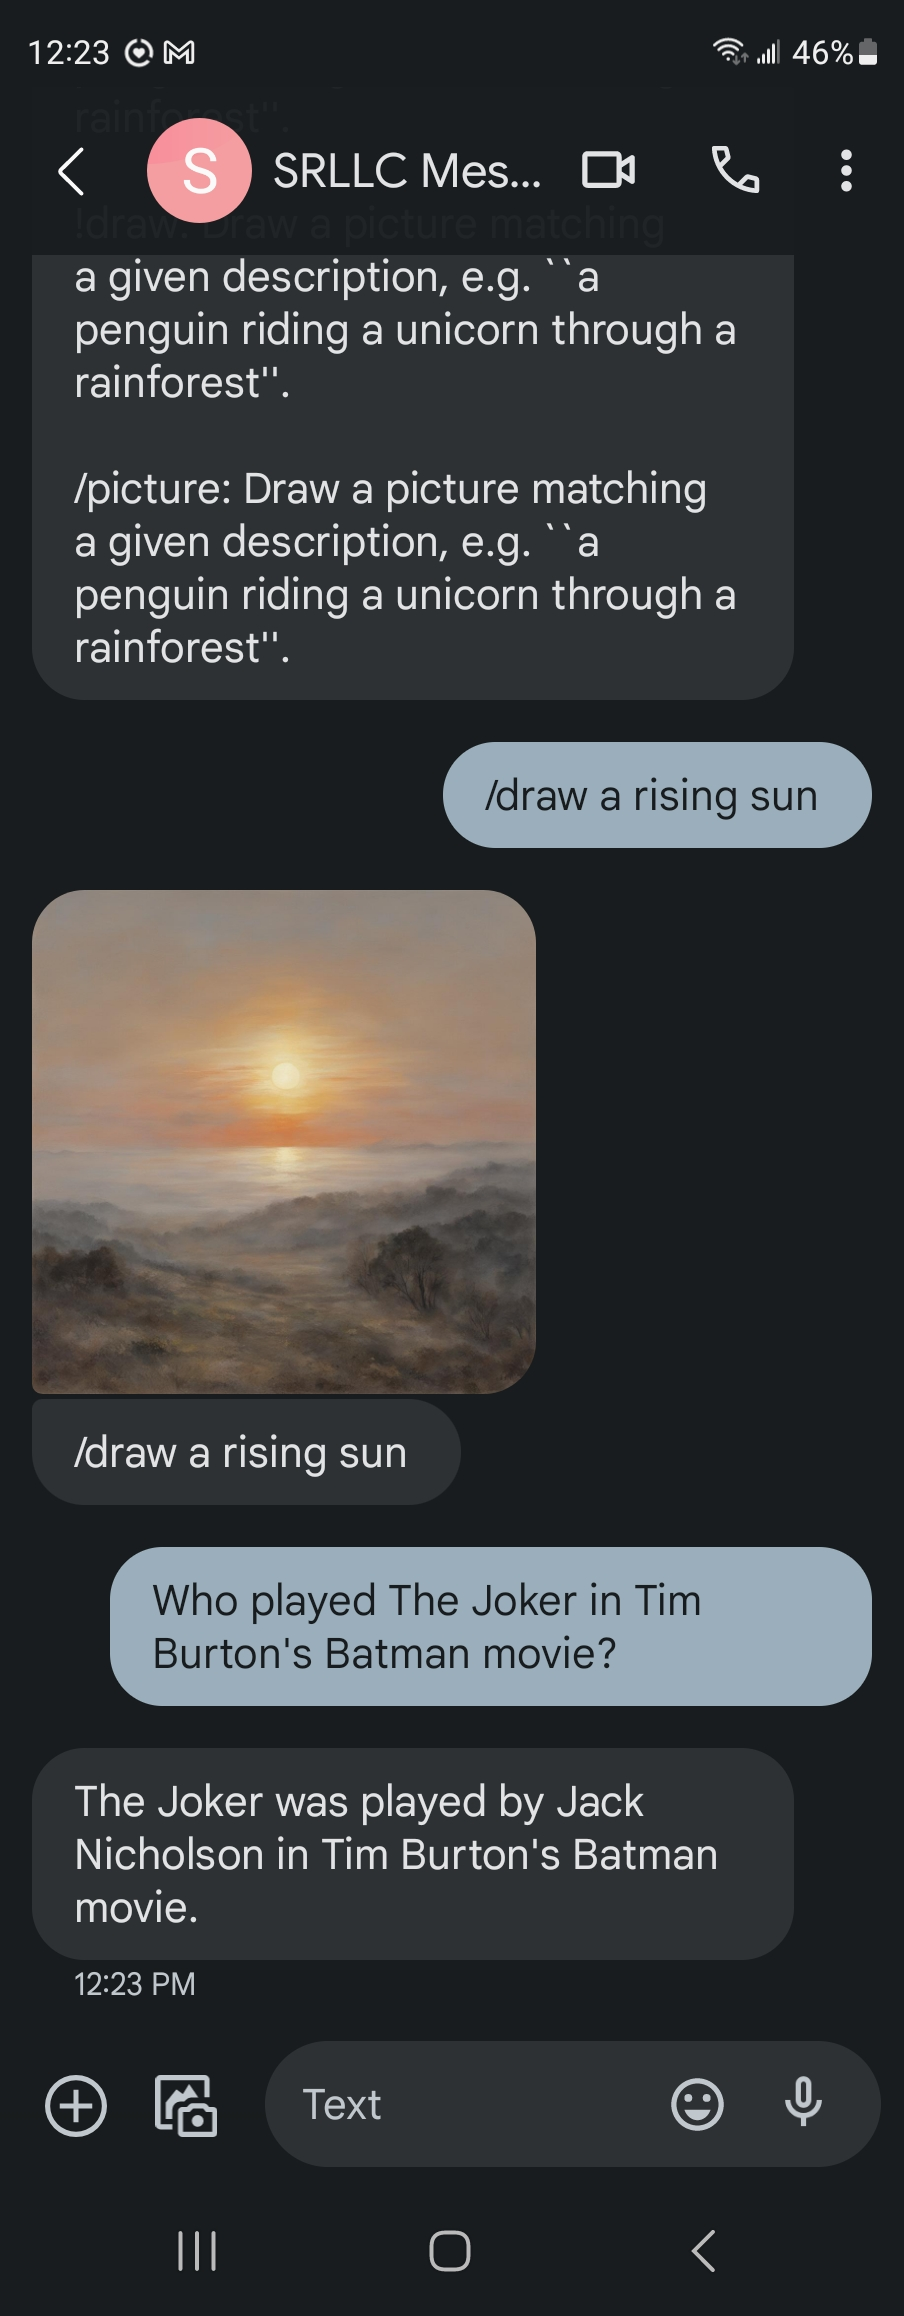 12:23
46%
rainforest''.
S
SRLLC Mes...
!draw: Draw a picture matching
a given description, e.g. ``a
penguin riding a unicorn through a
rainforest''.
/picture: Draw a picture matching
a given description, e.g. ``a
penguin riding a unicorn through a
rainforest''.
/draw a rising sun
/draw a rising sun
Who played The Joker in Tim
Burton's Batman movie?
The Joker was played by Jack
Nicholson in Tim Burton's Batman
movie.
12:23 PM
Text